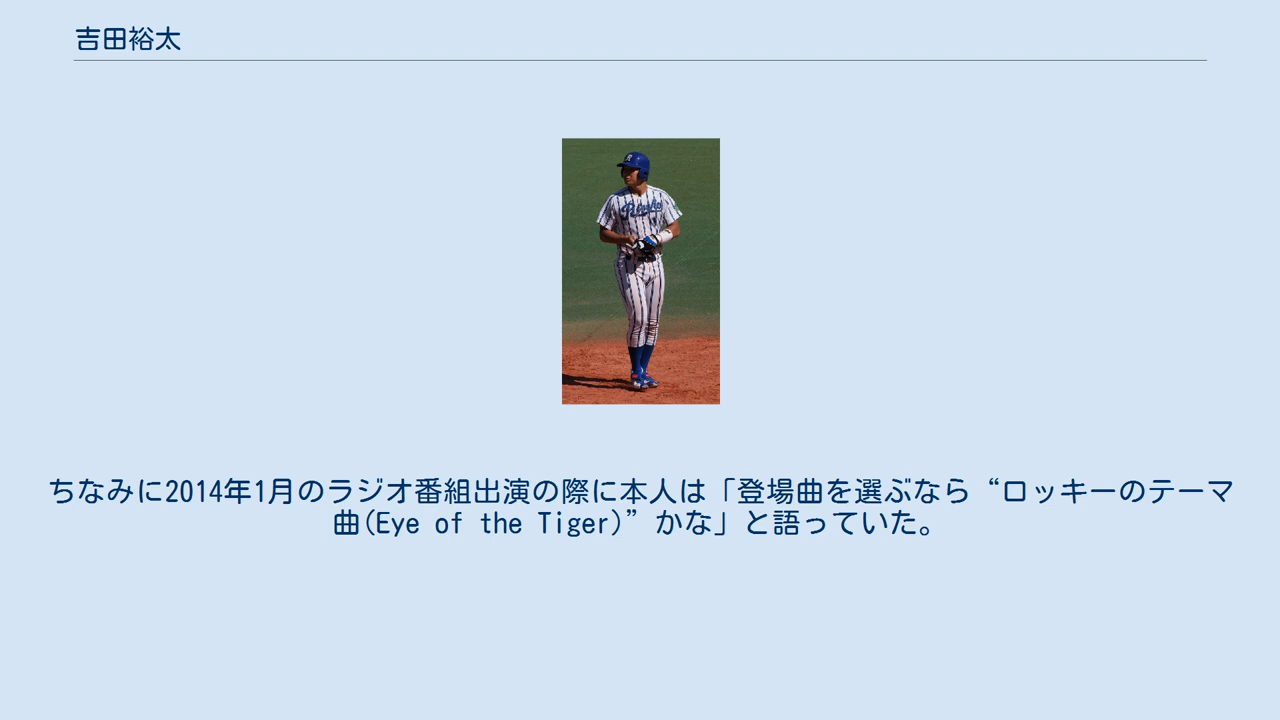 吉田裕太
ちなみに2014年1月のラジオ番組出演の際に本人は「登場曲を選ぶなら“ロッキーのテーマ
曲(Eye of the Tiger)”かな」と語っていた。